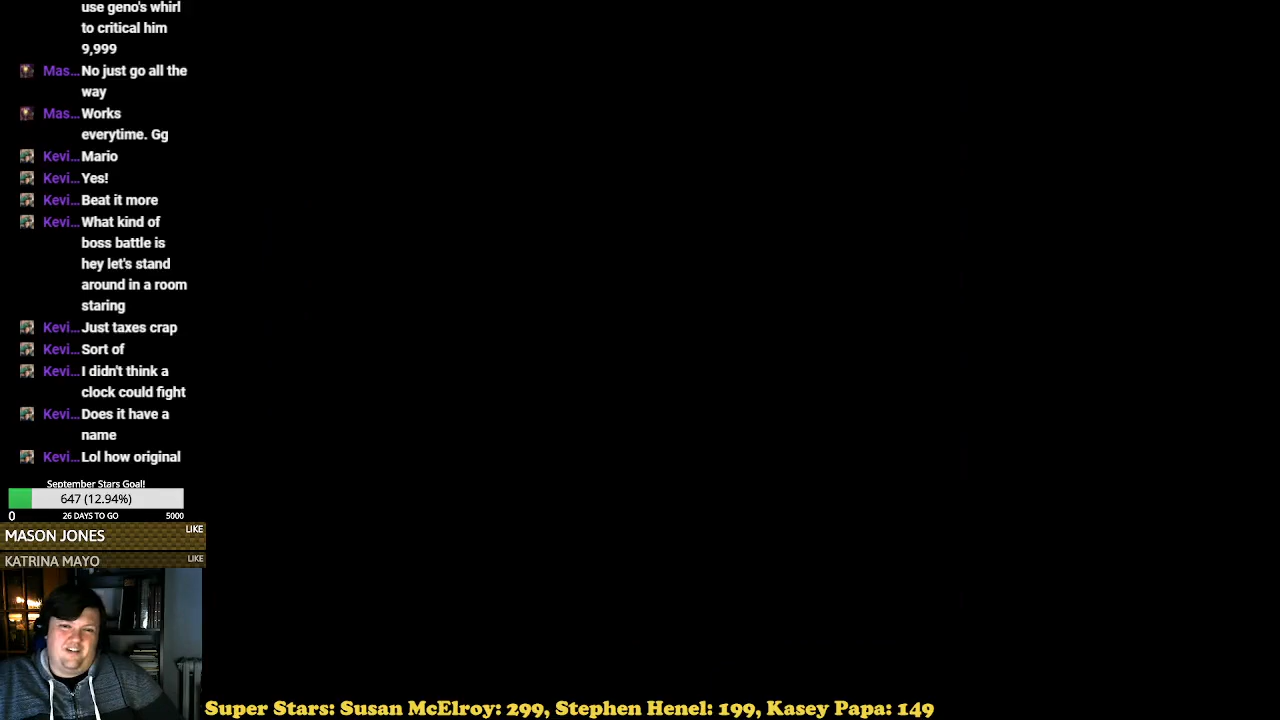 use geno's whirl
to critical him
9,999
Mas... No just go all the
way
Mas... Works
everytime. Gg
Kevi... Mario
Kevi... Yes!
Kevi... Beat it more
Kevi... What kind of
boss battle is
hey let's stand
around in a room
staring
Kevi... Just taxes crap
Kevi... Sort of
Kevi... I didn't think a
clock could fight
Kevi... Does it have a
name
Kevi... Lol how original
September Stars Goal!
647 (12.94%)
0 26 DAYS TO GO 5000
MASON JONES LIKE
KATRINA MAYO LIKE
Super Stars: Susan McElroy: 299, Stephen Henel: 199, Kasey Papa: 149